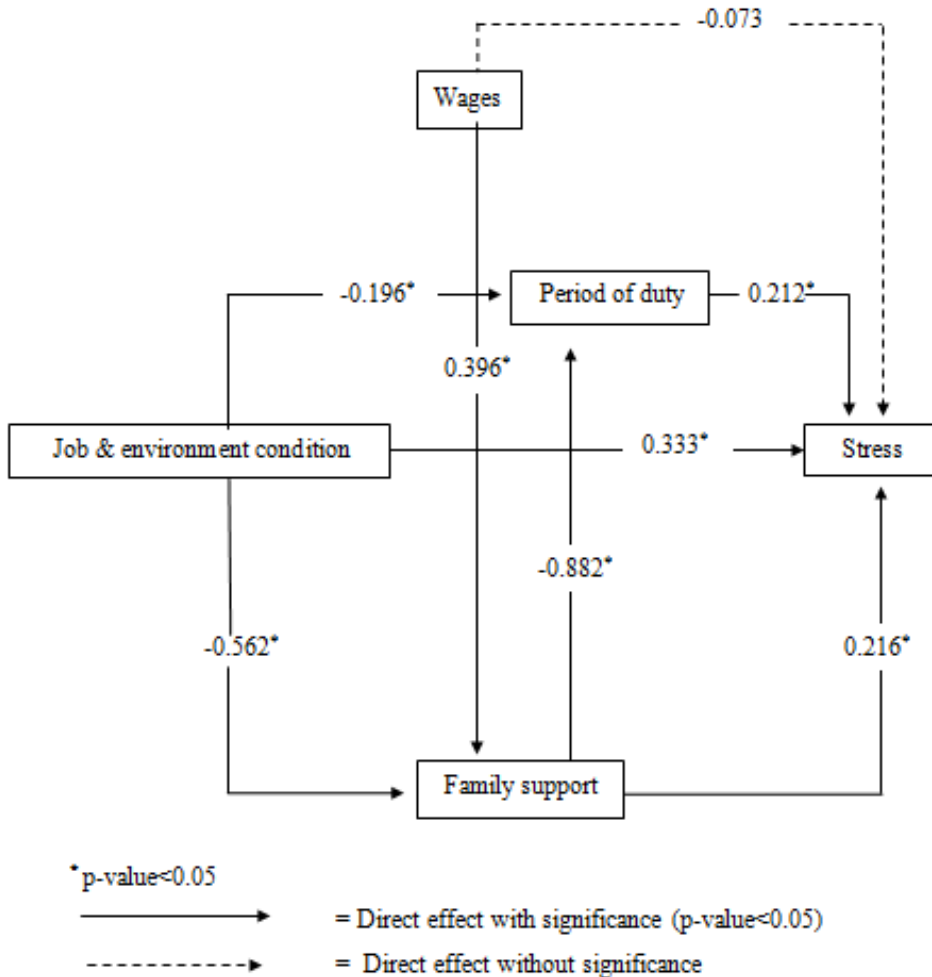 -0.073
Wages
-0.196*
Period of duty
0.212*
0.396*
Job & environment condition
0.333*
Stress
-0.882*
-0.562*
0.216*
Family support
*p-value<0.05
= Direct effect with significance (p-value<0.05)
= Direct effect without significance